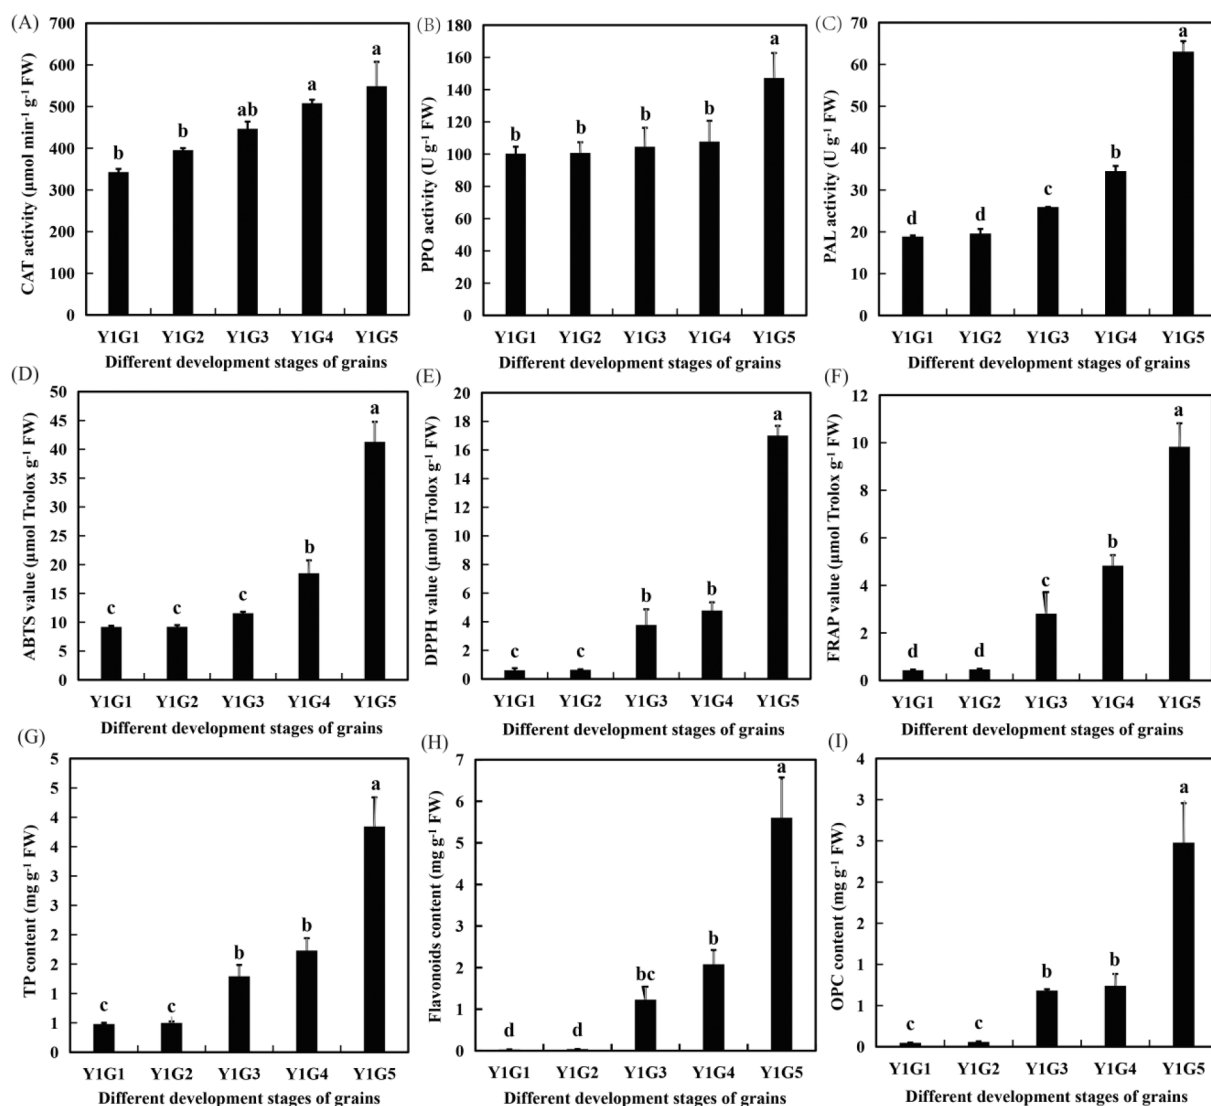 (A)
CAT activity (µmol min⁻¹ g⁻¹ FW)
700
600
500
400
300
200
100
0
b
b
ab
a
a
Y1G1 Y1G2 Y1G3 Y1G4 Y1G5
Different development stages of grains
(B)
PPO activity (U g⁻¹ FW)
180
160
140
120
100
80
60
40
20
0
b
b
b
b
a
Y1G1 Y1G2 Y1G3 Y1G4 Y1G5
Different development stages of grains
(C)
PAL activity (U g⁻¹ FW)
70
60
50
40
30
20
10
0
d
d
c
b
a
Y1G1 Y1G2 Y1G3 Y1G4 Y1G5
Different development stages of grains
(D)
ABTS value (µmol Trolox g⁻¹ FW)
50
45
40
35
30
25
20
15
10
5
0
c
c
c
b
a
Y1G1 Y1G2 Y1G3 Y1G4 Y1G5
Different development stages of grains
(E)
DPPH value (µmol Trolox g⁻¹ FW)
20
18
16
14
12
10
8
6
4
2
0
c
c
b
b
a
Y1G1 Y1G2 Y1G3 Y1G4 Y1G5
Different development stages of grains
(F)
FRAP value (µmol Trolox g⁻¹ FW)
12
10
8
6
4
2
0
d
d
c
b
a
Y1G1 Y1G2 Y1G3 Y1G4 Y1G5
Different development stages of grains
(G)
TP content (mg g⁻¹ FW)
5
4
4
3
3
2
2
1
1
0
c
c
b
b
a
Y1G1 Y1G2 Y1G3 Y1G4 Y1G5
Different development stages of grains
(H)
Flavonoids content (mg g⁻¹ FW)
7
6
5
4
3
2
1
0
d
d
bc
b
a
Y1G1 Y1G2 Y1G3 Y1G4 Y1G5
Different development stages of grains
(I)
OPC content (mg g⁻¹ FW)
4
3
3
2
2
1
1
0
c
c
b
b
a
Y1G1 Y1G2 Y1G3 Y1G4 Y1G5
Different development stages of grains